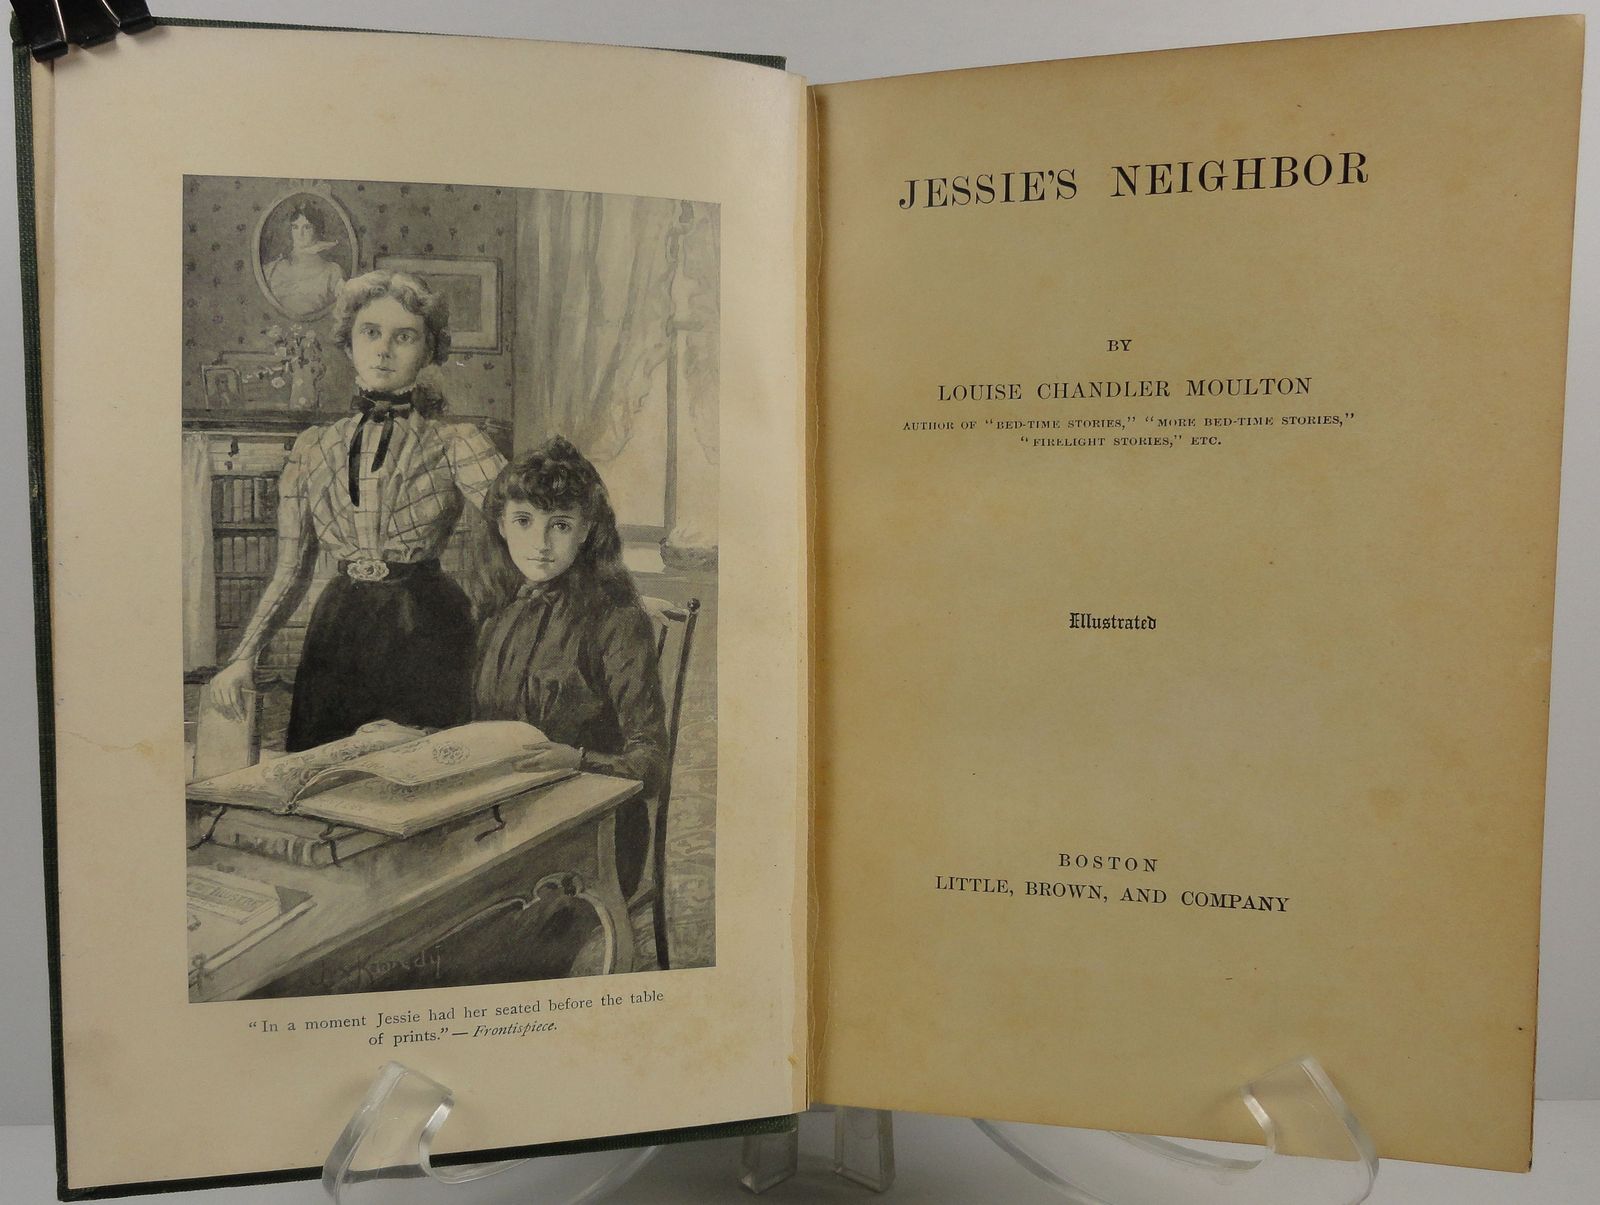 Kennedy
"In a moment Jessie had her seated before the table
of prints." — Frontispiece.
JESSIE'S NEIGHBOR
BY
LOUISE CHANDLER MOULTON
AUTHOR OF "BED-TIME STORIES," "MORE BED-TIME STORIES,"
"FIRELIGHT STORIES," ETC.
Illustrated
BOSTON
LITTLE, BROWN, AND COMPANY